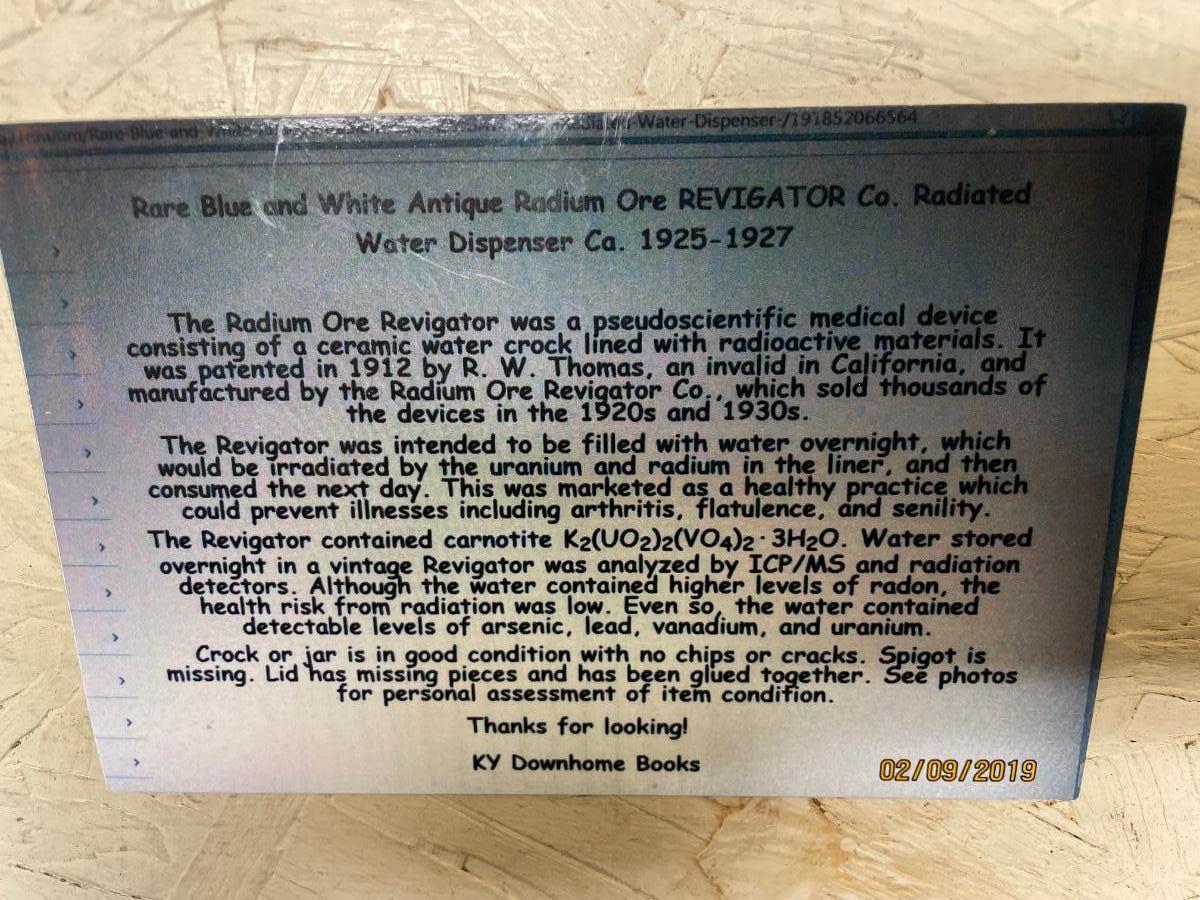 /Rare-Blue-and-White -Water-Dispenser-/191852066564
Rare Blue and White Antique Radium Ore REVIGATOR Co. Radiated
Water Dispenser Ca. 1925-1927
The Radium Ore Revigator was a pseudoscientific medical device
consisting of a ceramic water crock lined with radioactive materials. It
was patented in 1912 by R. W. Thomas, an invalid in California, and
manufactured by the Radium Ore Revigator Co., which sold thousands of
the devices in the 1920s and 1930s.
The Revigator was intended to be filled with water overnight, which
would be irradiated by the uranium and radium in the liner, and then
consumed the next day. This was marketed as a healthy practice which
could prevent illnesses including arthritis, flatulence, and senility.
The Revigator contained carnotite K2(UO2)2(VO4)2·3H2O. Water stored
overnight in a vintage Revigator was analyzed by ICP/MS and radiation
detectors. Although the water contained higher levels of radon, the
health risk from radiation was low. Even so, the water contained
detectable levels of arsenic, lead, vanadium, and uranium.
Crock or jar is in good condition with no chips or cracks. Spigot is
missing. Lid has missing pieces and has been glued together. See photos
for personal assessment of item condition.
Thanks for looking!
KY Downhome Books
02/09/2019